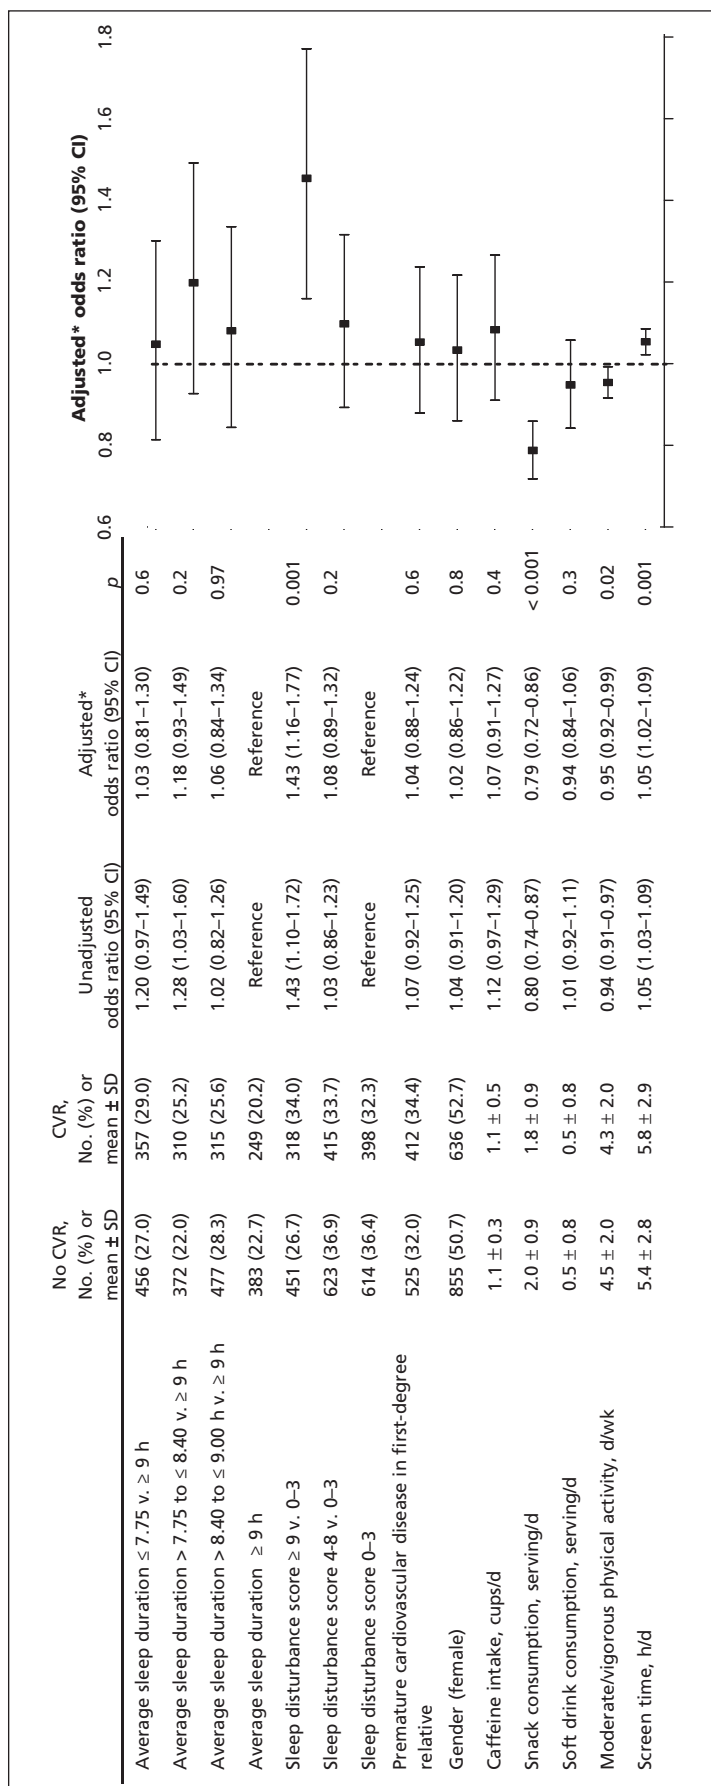 No CVR, No. (%) or mean ± SD | CVR, No. (%) or mean ± SD | Unadjusted odds ratio (95% CI) | Adjusted* odds ratio (95% CI) | p | Adjusted* odds ratio (95% CI)
0.6 0.8 1.0 1.2 1.4 1.6 1.8
Average sleep duration ≤ 7.75 v. ≥ 9 h 456 (27.0) 357 (29.0) 1.20 (0.97–1.49) 1.03 (0.81–1.30) 0.6
Average sleep duration > 7.75 to ≤ 8.40 v. ≥ 9 h 372 (22.0) 310 (25.2) 1.28 (1.03–1.60) 1.18 (0.93–1.49) 0.2
Average sleep duration > 8.40 to ≤ 9.00 h v. ≥ 9 h 477 (28.3) 315 (25.6) 1.02 (0.82–1.26) 1.06 (0.84–1.34) 0.97
Average sleep duration ≥ 9 h 383 (22.7) 249 (20.2) Reference Reference
Sleep disturbance score ≥ 9 v. 0–3 451 (26.7) 318 (34.0) 1.43 (1.10–1.72) 1.43 (1.16–1.77) 0.001
Sleep disturbance score 4-8 v. 0–3 623 (36.9) 415 (33.7) 1.03 (0.86–1.23) 1.08 (0.89–1.32) 0.2
Sleep disturbance score 0–3 614 (36.4) 398 (32.3) Reference Reference
Premature cardiovascular disease in first-degree
relative 525 (32.0) 412 (34.4) 1.07 (0.92–1.25) 1.04 (0.88–1.24) 0.6
Gender (female) 855 (50.7) 636 (52.7) 1.04 (0.91–1.20) 1.02 (0.86–1.22) 0.8
Caffeine intake, cups/d 1.1 ± 0.3 1.1 ± 0.5 1.12 (0.97–1.29) 1.07 (0.91–1.27) 0.4
Snack consumption, serving/d 2.0 ± 0.9 1.8 ± 0.9 0.80 (0.74–0.87) 0.79 (0.72–0.86) < 0.001
Soft drink consumption, serving/d 0.5 ± 0.8 0.5 ± 0.8 1.01 (0.92–1.11) 0.94 (0.84–1.06) 0.3
Moderate/vigorous physical activity, d/wk 4.5 ± 2.0 4.3 ± 2.0 0.94 (0.91–0.97) 0.95 (0.92–0.99) 0.02
Screen time, h/d 5.4 ± 2.8 5.8 ± 2.9 1.05 (1.03–1.09) 1.05 (1.02–1.09) 0.001